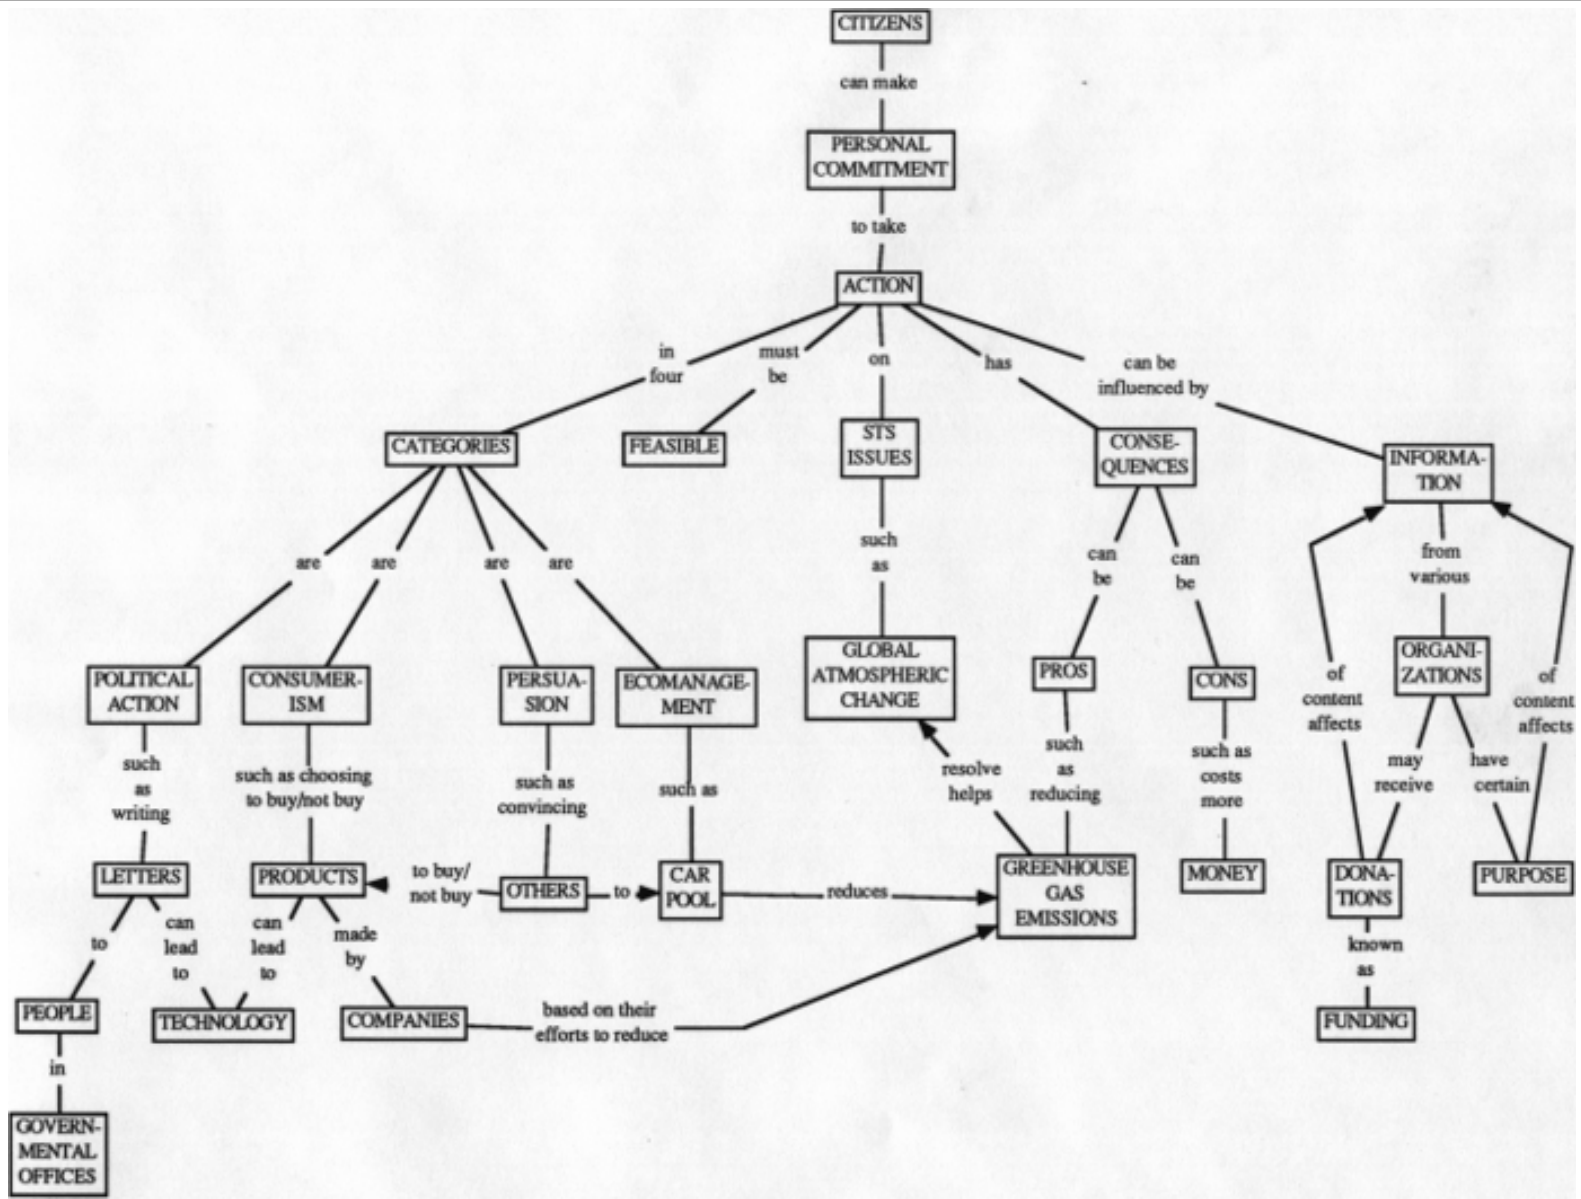 CITIZENS
can make
PERSONAL
COMMITMENT
to take
ACTION
in
four
must
be
on
has
can be
influenced by
CATEGORIES
FEASIBLE
STS
ISSUES
CONSE-
QUENCES
INFORMA-
TION
are
are
are
are
such
as
can
be
can
be
from
various
POLITICAL
ACTION
CONSUMER-
ISM
PERSUA-
SION
ECOMANAGE-
MENT
GLOBAL
ATMOSPHERIC
CHANGE
PROS
CONS
of
content
affects
ORGANI-
ZATIONS
of
content
affects
such
as
writing
such as choosing
to buy/not buy
such as
convincing
such as
resolve
helps
such
as
reducing
such as
costs
more
may
receive
have
certain
LETTERS
PRODUCTS
to buy/
not buy
OTHERS
to
CAR
POOL
reduces
GREENHOUSE
GAS
EMISSIONS
MONEY
DONA-
TIONS
PURPOSE
to
can
lead
to
can
lead
to
made
by
known
as
PEOPLE
TECHNOLOGY
COMPANIES
based on their
efforts to reduce
FUNDING
in
GOVERN-
MENTAL
OFFICES